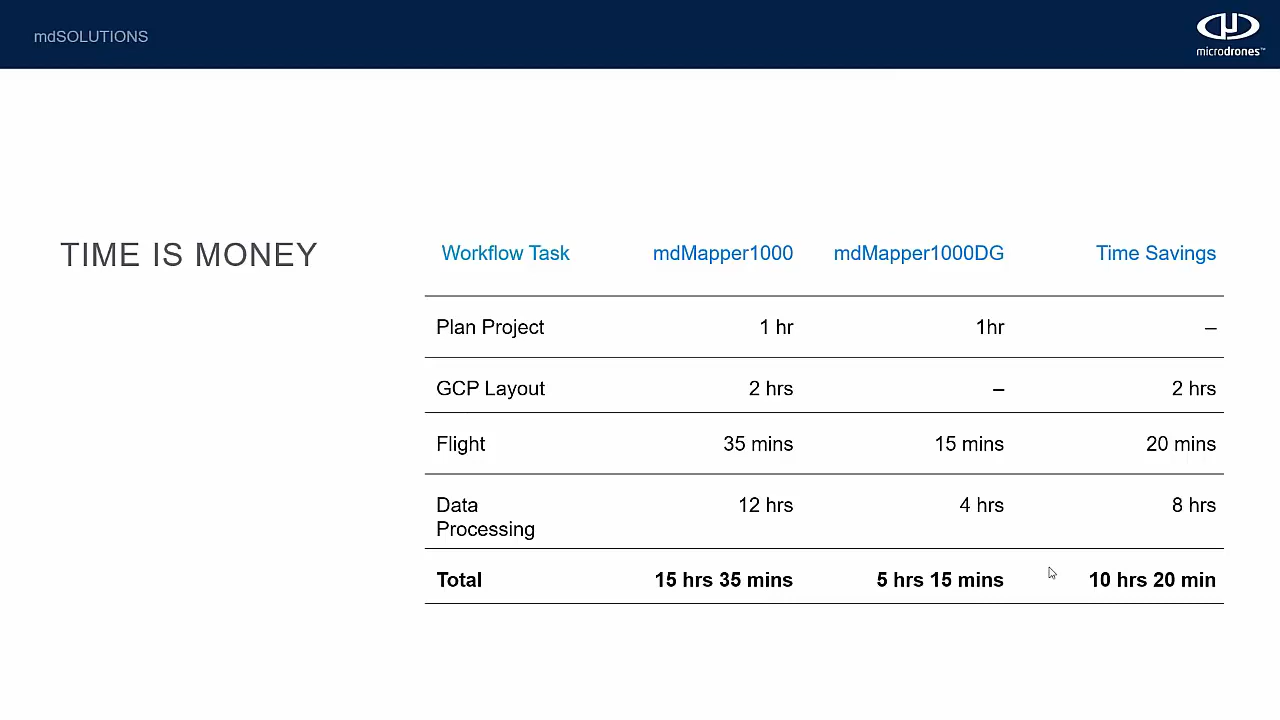 mdSOLUTIONS
microdrones™
TIME IS MONEY
Workflow Task mdMapper1000 mdMapper1000DG Time Savings
Plan Project 1 hr 1hr –
GCP Layout 2 hrs – 2 hrs
Flight 35 mins 15 mins 20 mins
Data
Processing 12 hrs 4 hrs 8 hrs
Total 15 hrs 35 mins 5 hrs 15 mins 10 hrs 20 min